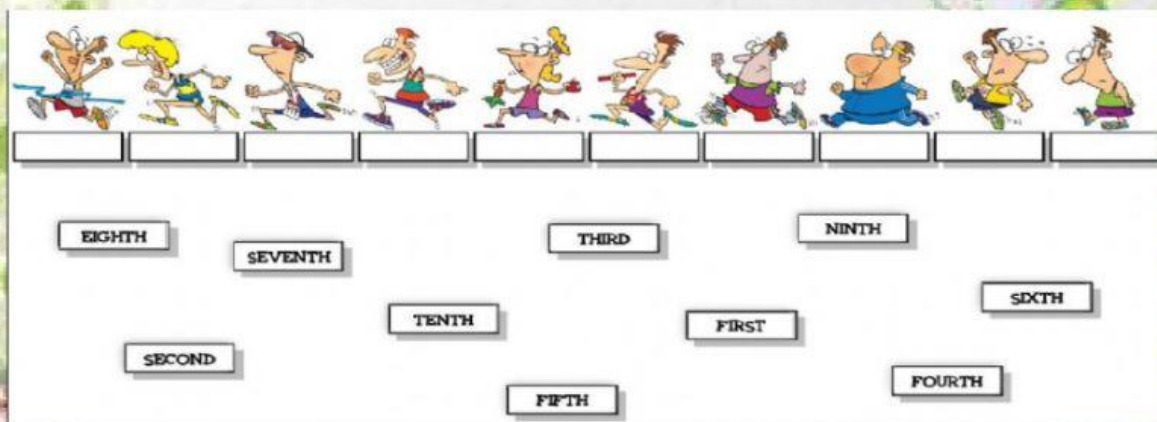 EIGHTH
SEVENTH
THIRD
NINTH
TENTH
FIRST
SIXTH
SECOND
FIFTH
FOURTH